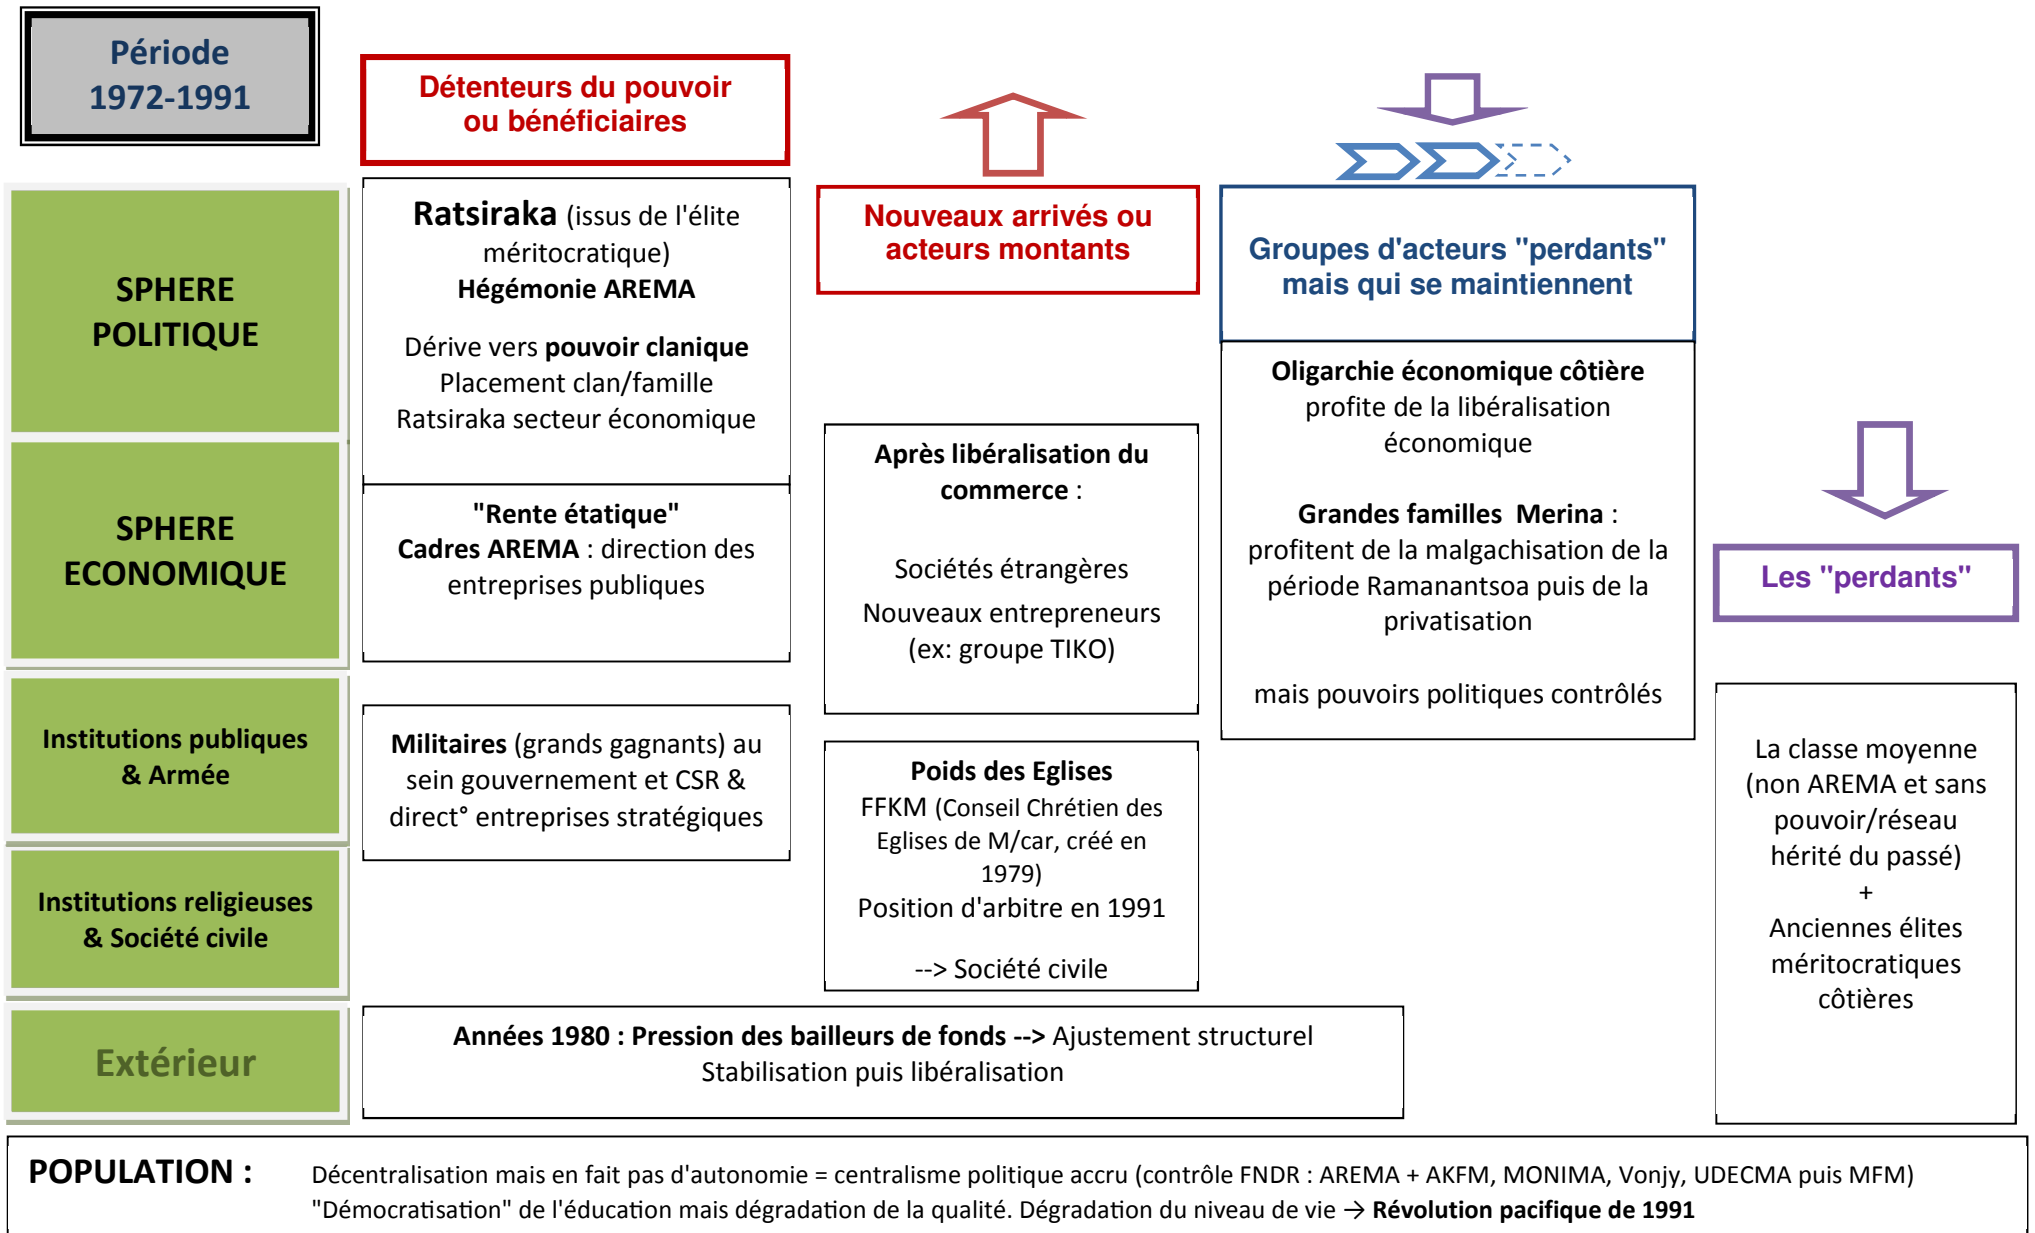 Période
1972-1991
Détenteurs du pouvoir
ou bénéficiaires
Nouveaux arrivés ou
acteurs montants
Groupes d'acteurs "perdants"
mais qui se maintiennent
Les "perdants"
SPHERE
POLITIQUE
Ratsiraka (issus de l'élite
méritocratique)
Hégémonie AREMA
Dérive vers pouvoir clanique
Placement clan/famille
Ratsiraka secteur économique
SPHERE
ECONOMIQUE
"Rente étatique"
Cadres AREMA : direction des
entreprises publiques
Après libéralisation du
commerce :
Sociétés étrangères
Nouveaux entrepreneurs
(ex: groupe TIKO)
Oligarchie économique côtière
profite de la libéralisation
économique
Grandes familles Merina :
profitent de la malgachisation de la
période Ramanantsoa puis de la
privatisation
mais pouvoirs politiques contrôlés
Institutions publiques
& Armée
Militaires (grands gagnants) au
sein gouvernement et CSR &
direct° entreprises stratégiques
Poids des Eglises
FFKM (Conseil Chrétien des
Eglises de M/car, créé en
1979)
Position d'arbitre en 1991
--> Société civile
La classe moyenne
(non AREMA et sans
pouvoir/réseau
hérité du passé)
+
Anciennes élites
méritocratiques
côtières
Institutions religieuses
& Société civile
Extérieur
Années 1980 : Pression des bailleurs de fonds --> Ajustement structurel
Stabilisation puis libéralisation
POPULATION : Décentralisation mais en fait pas d'autonomie = centralisme politique accru (contrôle FNDR : AREMA + AKFM, MONIMA, Vonjy, UDECMA puis MFM)
"Démocratisation" de l'éducation mais dégradation de la qualité. Dégradation du niveau de vie → Révolution pacifique de 1991